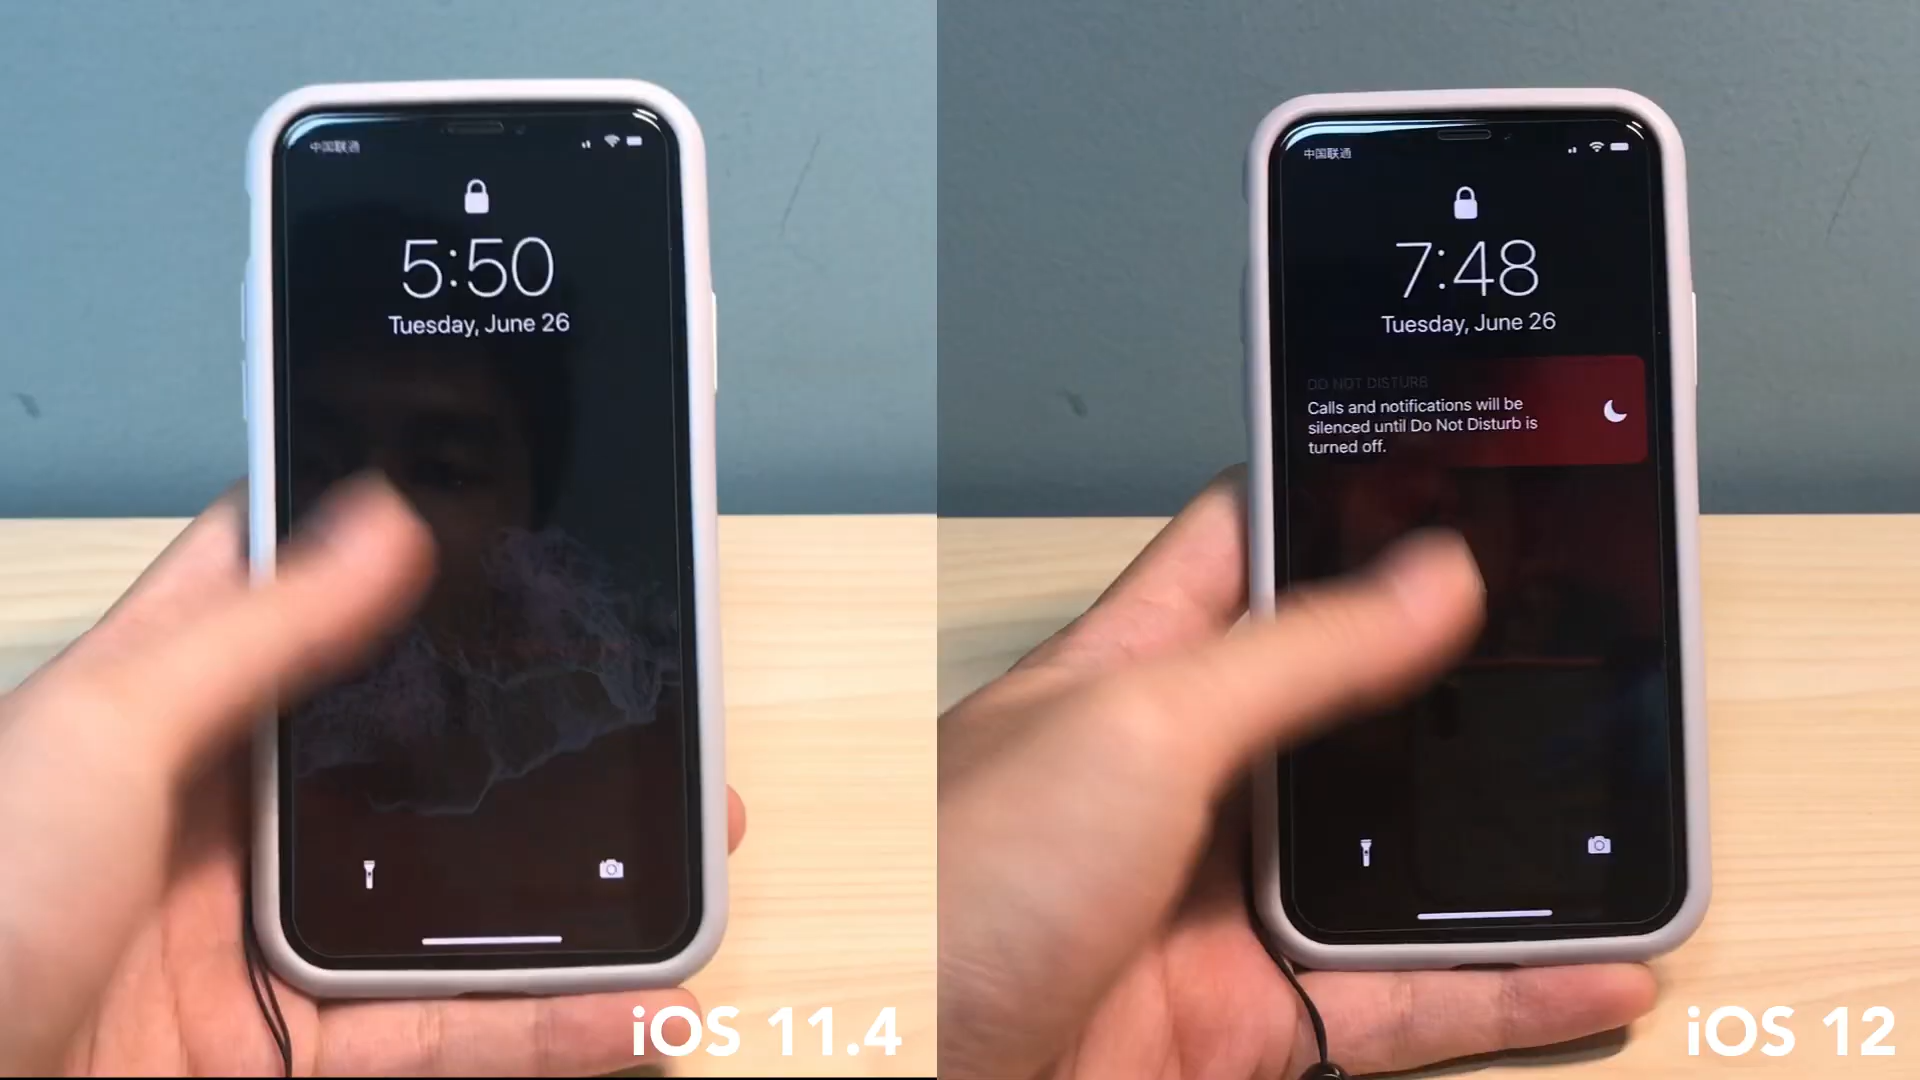 中国联通
5:50
Tuesday, June 26
iOS 11.4
中国联通
7:48
Tuesday, June 26
DO NOT DISTURB
Calls and notifications will be
silenced until Do Not Disturb is
turned off.
iOS 12